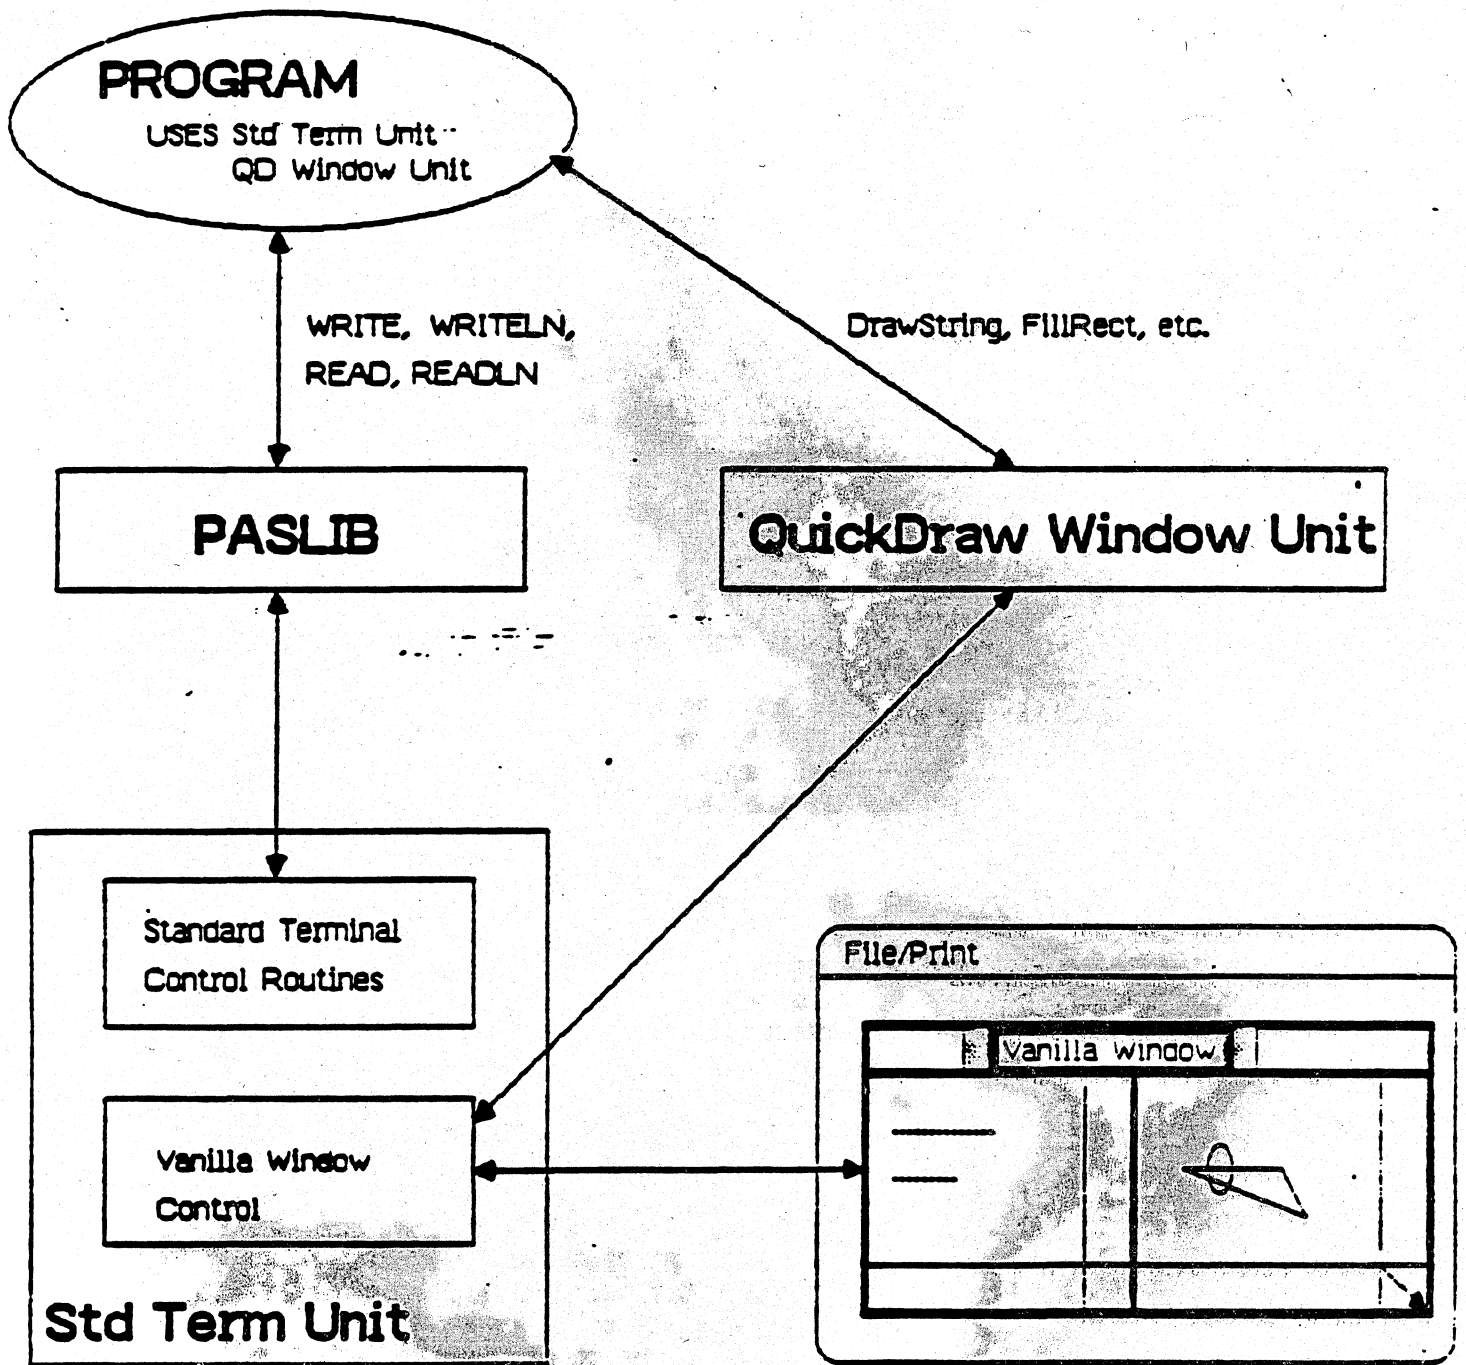 PROGRAM
USES Std Term Unit
QD Window Unit
WRITE, WRITELN,
READ, READLN
DrawString, FillRect, etc.
PASLIB
QuickDraw Window Unit
Standard Terminal
Control Routines
Vanilla Window
Control
Std Term Unit
File/Print
Vanilla Window